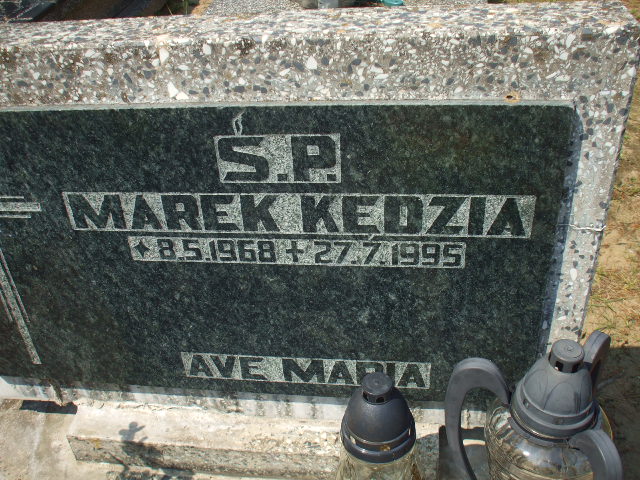 Ś.P.
MAREK KĘDZIA
✦8.5.1968 ✝27.7.1995
AVE MARIA